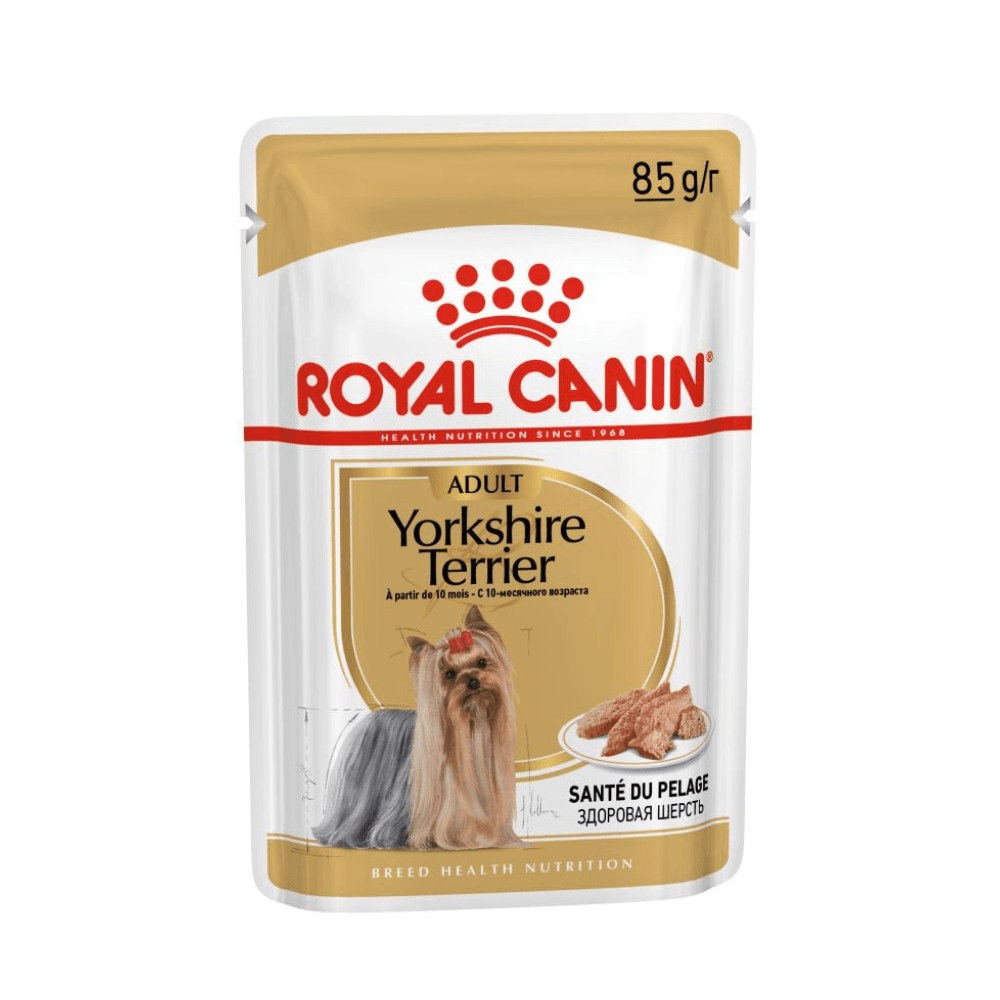 85 g/г
ROYAL CANIN®
HEALTH NUTRITION SINCE 1968
ADULT
Yorkshire
Terrier
À partir de 10 mois - С 10-месячного возраста
SANTÉ DU PELAGE
ЗДОРОВАЯ ШЕРСТЬ
BREED HEALTH NUTRITION